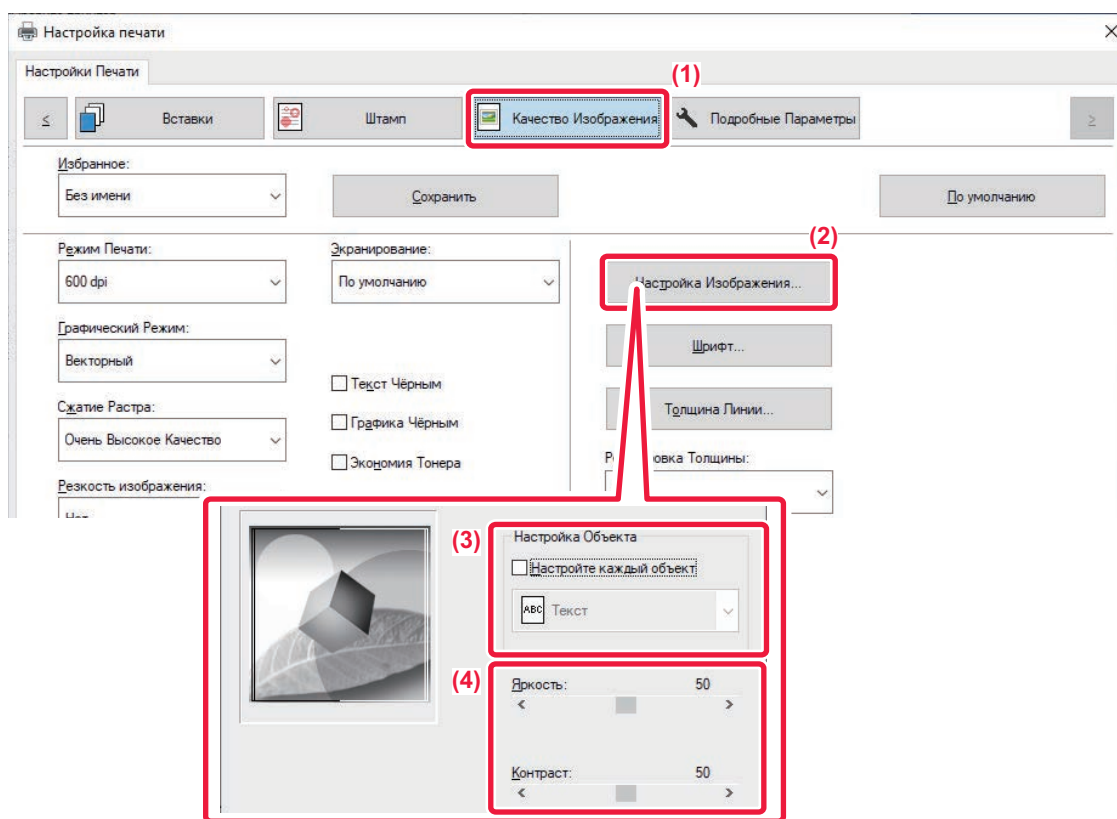 Настройка печати
Настройки Печати
(1)
≤ Вставки Штамп Качество Изображения Подробные Параметры ≥
Избранное:
Без имени Сохранить По умолчанию
(2)
Режим Печати: Экранирование:
600 dpi По умолчанию Настройка Изображения...
Графический Режим: Шрифт...
Векторный
Текст Чёрным
Сжатие Растра: Толщина Линии...
Графика Чёрным
Очень Высокое Качество
Экономия Тонера Толщины:
Резкость изображения:
(3) Настройка Объекта
Настройте каждый объект
ABC Текст
(4) Яркость: 50
< >
Контраст: 50
< >